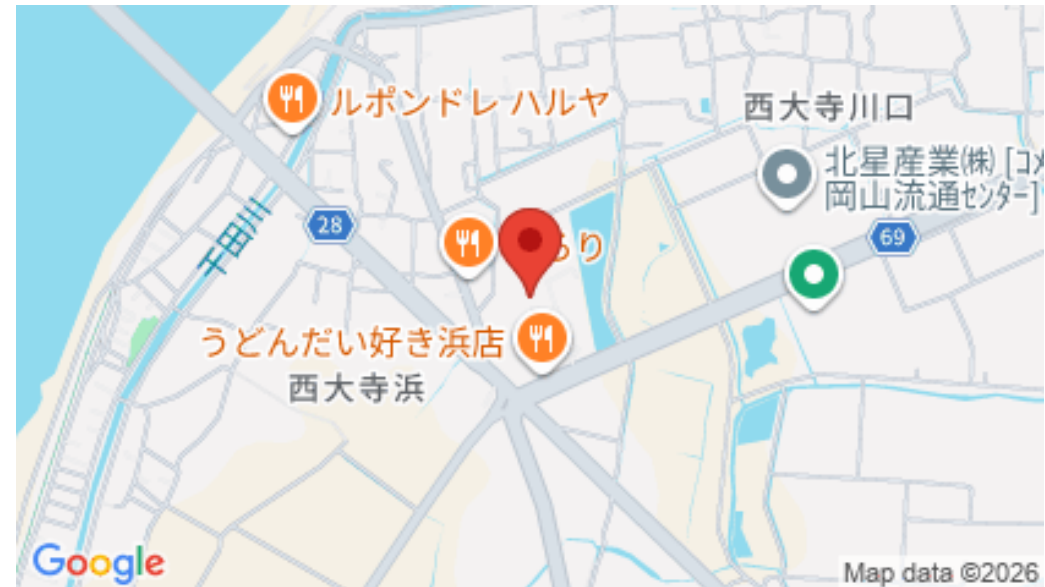 ルポンドレ ハルヤ
西大寺川口
北星産業㈱ [コメ
岡山流通センター]
28
69
り
千田川
うどんだい好き浜店
西大寺浜
Google
Map data ©2026